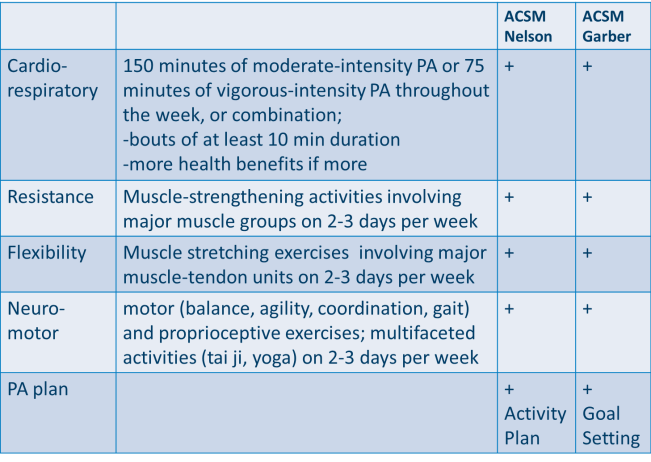 ACSM Nelson
ACSM Garber
Cardio-
respiratory
150 minutes of moderate-intensity PA or 75
minutes of vigorous-intensity PA throughout
the week, or combination;
-bouts of at least 10 min duration
-more health benefits if more
+
+
Resistance
Muscle-strengthening activities involving
major muscle groups on 2-3 days per week
+
+
Flexibility
Muscle stretching exercises  involving major
muscle-tendon units on 2-3 days per week
+
+
Neuro-
motor
motor (balance, agility, coordination, gait)
and proprioceptive exercises; multifaceted
activities (tai ji, yoga) on 2-3 days per week
+
+
PA plan
+
Activity
Plan
+
Goal
Setting